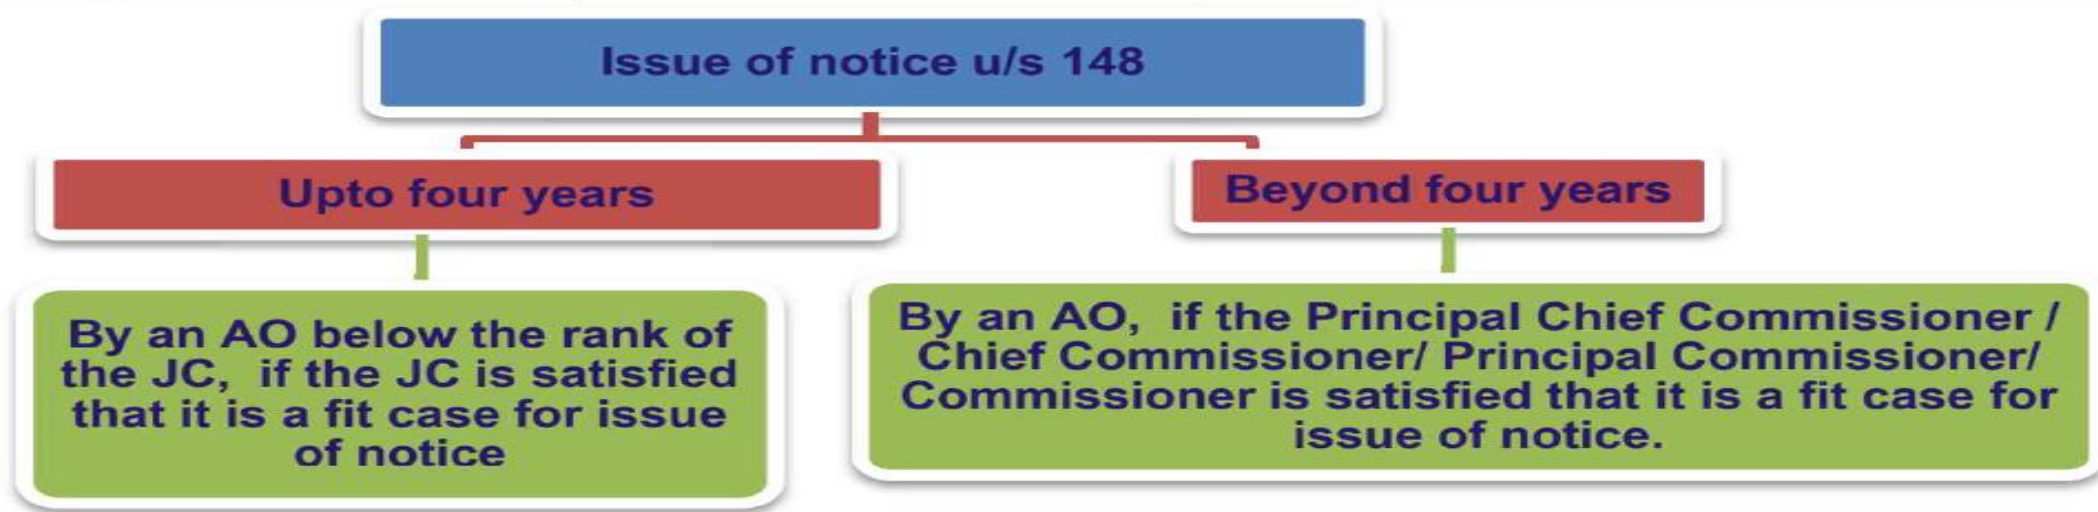 Issue of notice u/s 148
Upto four years
Beyond four years
By an AO below the rank of
the JC, if the JC is satisfied
that it is a fit case for issue
of notice
By an AO, if the Principal Chief Commissioner /
Chief Commissioner/ Principal Commissioner/
Commissioner is satisfied that it is a fit case for
issue of notice.